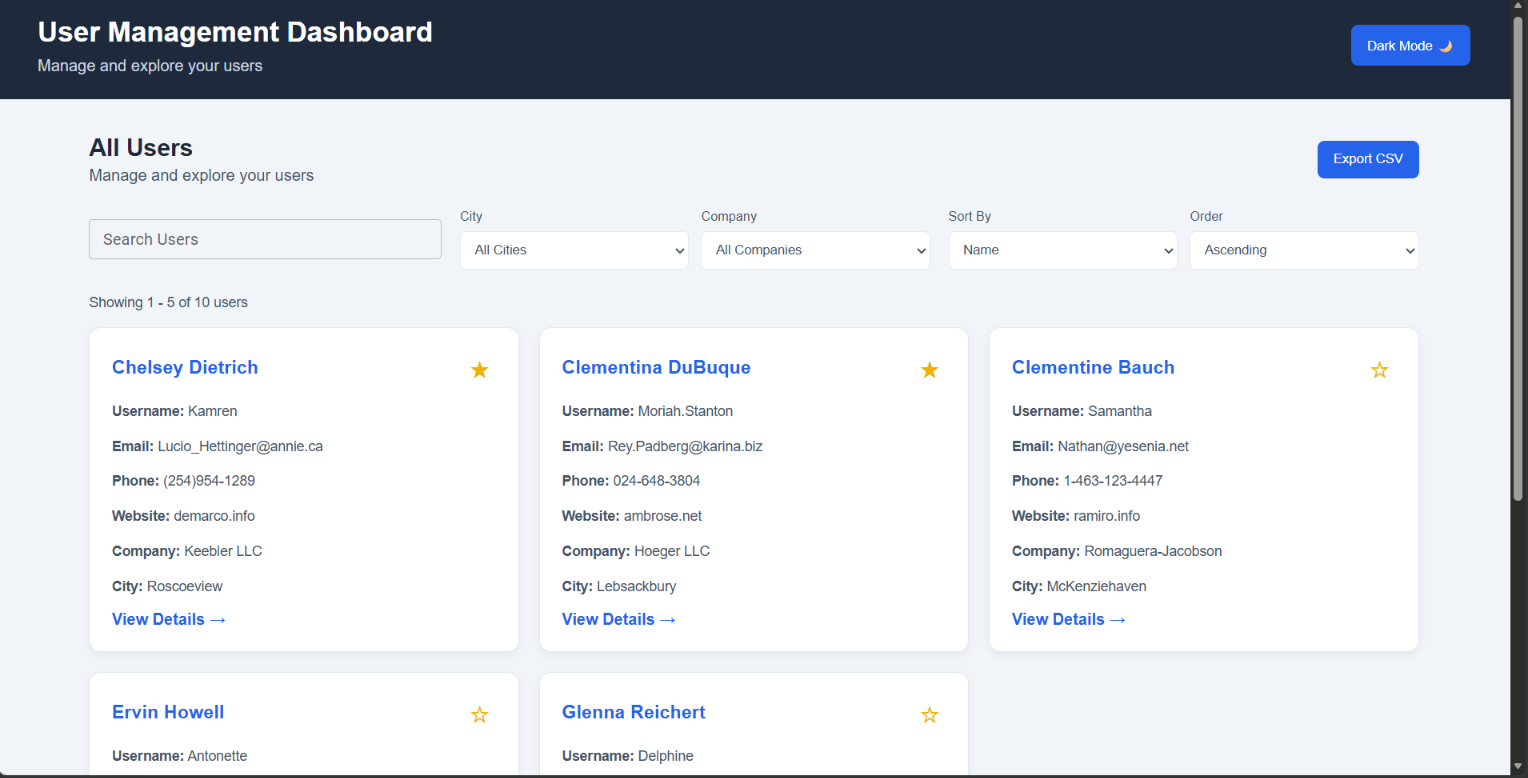 User Management Dashboard
Manage and explore your users
Dark Mode 🌙
All Users
Manage and explore your users
Export CSV
Search Users
City
All Cities
Company
All Companies
Sort By
Name
Order
Ascending
Showing 1 - 5 of 10 users
Chelsey Dietrich
Username: Kamren
Email: Lucio_Hettinger@annie.ca
Phone: (254)954-1289
Website: demarco.info
Company: Keebler LLC
City: Roscoeview
View Details →
Clementina DuBuque
Username: Moriah.Stanton
Email: Rey.Padberg@karina.biz
Phone: 024-648-3804
Website: ambrose.net
Company: Hoeger LLC
City: Lebsackbury
View Details →
Clementine Bauch
Username: Samantha
Email: Nathan@yesenia.net
Phone: 1-463-123-4447
Website: ramiro.info
Company: Romaguera-Jacobson
City: McKenziehaven
View Details →
Ervin Howell
Username: Antonette
Glenna Reichert
Username: Delphine